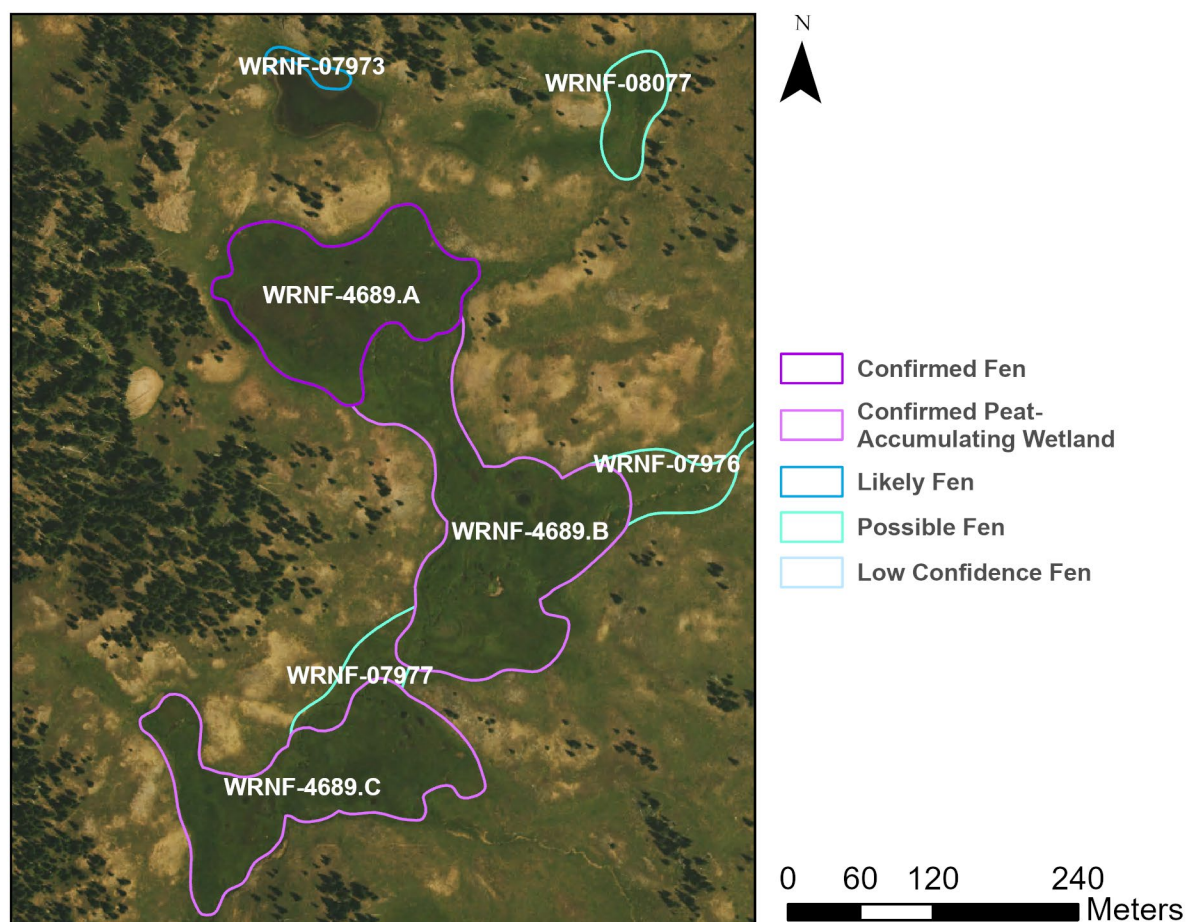 N
WRNF-07973
WRNF-08077
WRNF-4689.A
WRNF-07976
WRNF-4689.B
WRNF-07977
WRNF-4689.C
Confirmed Fen
Confirmed Peat-
Accumulating Wetland
Likely Fen
Possible Fen
Low Confidence Fen
0 60 120 240
Meters